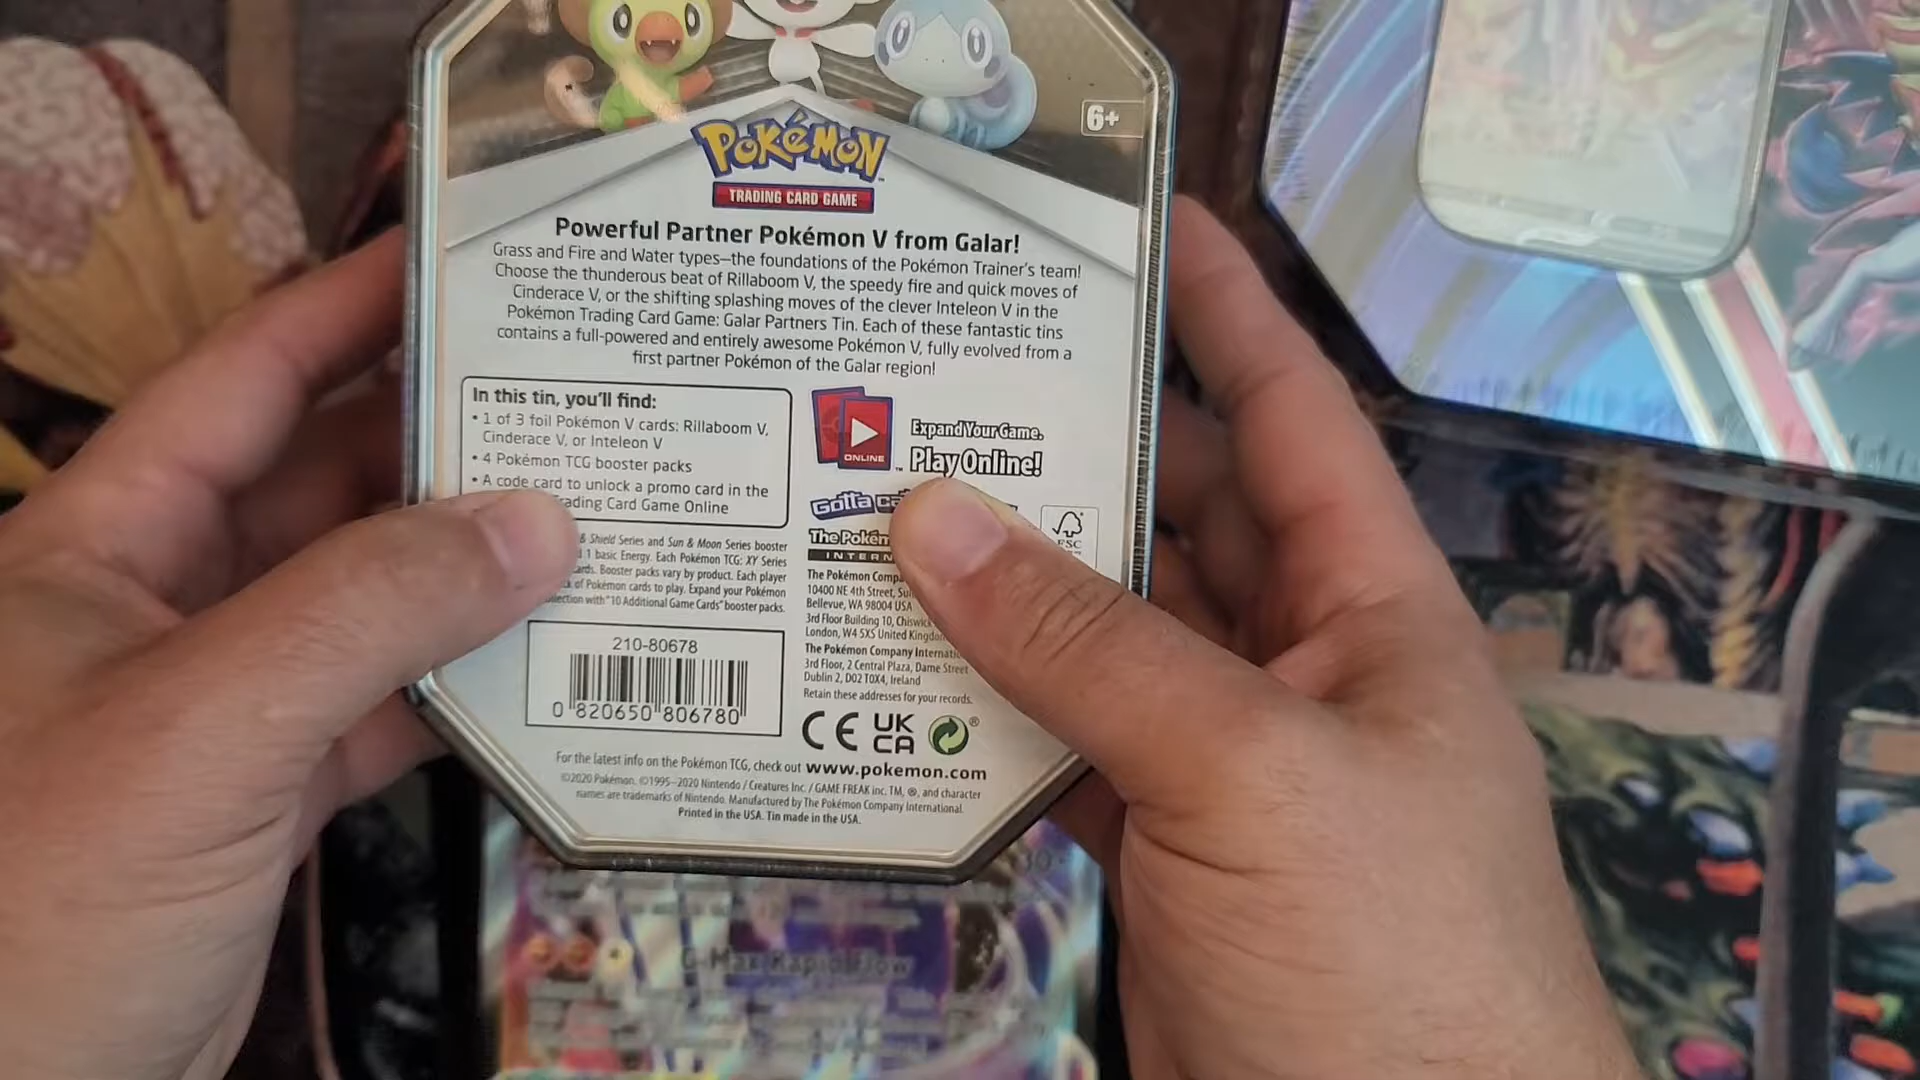 6+
POKéMON
TRADING CARD GAME
Powerful Partner Pokémon V from Galar!
Grass and Fire and Water types—the foundations of the Pokémon Trainer's team!
Choose the thunderous beat of Rillaboom V, the speedy fire and quick moves of
Cinderace V, or the shifting splashing moves of the clever Inteleon V in the
Pokémon Trading Card Game: Galar Partners Tin. Each of these fantastic tins
contains a full-powered and entirely awesome Pokémon V, fully evolved from a
first partner Pokémon of the Galar region!
In this tin, you'll find:
• 1 of 3 foil Pokémon V cards: Rillaboom V,
Cinderace V, or Inteleon V
• 4 Pokémon TCG booster packs
• A code card to unlock a promo card in the
Card Game Online
& Shield Series and Sun & Moon Series booster
1 basic Energy. Each Pokémon TCG: XY Series
Booster packs vary by product. Each player
of Pokémon cards to play. Expand your Pokémon
with "10 Additional Game Cards" booster packs.
210-80678
0 820650 806780
ONLINE
Expand Your Game.
Play Online!
Gotta
The
FSC
The Pokémon
10400 NE 4th Street,
Bellevue, WA 98004 USA
3rd Floor Building 10,
London, W4 5XS United
The Pokémon Company
3rd Floor, 2 Central Plaza, Dame Street
Dublin 2, D02 T0X4, Ireland
Retain these addresses for your records.
CE UK
CA ®
For the latest info on the Pokémon TCG, check out www.pokemon.com
©2020 Pokémon. ©1995–2020 Nintendo / Creatures Inc. / GAME FREAK inc. TM, ®, and character
names are trademarks of Nintendo. Manufactured by The Pokémon Company International.
Printed in the USA. Tin made in the USA.
G-Max Rapid Flow